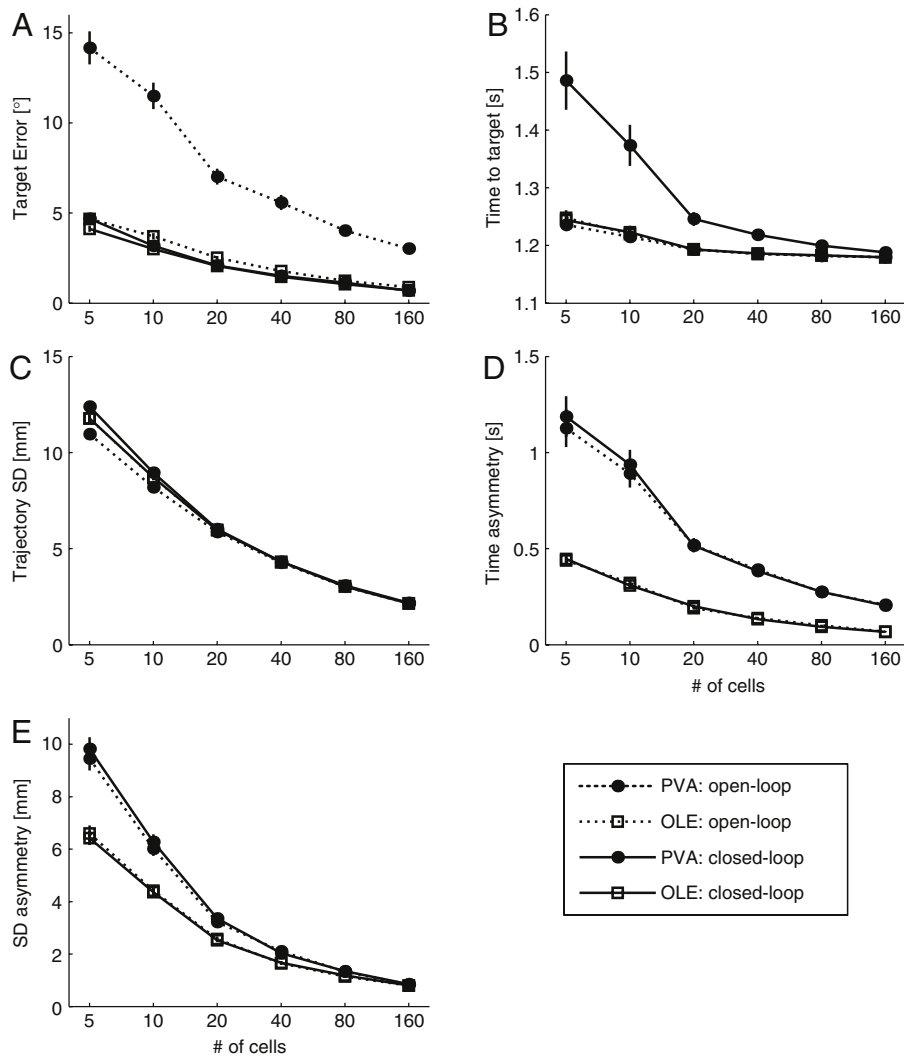 A
Target Error [°]
15
10
5
0
5 10 20 40 80 160
B
Time to target [s]
1.6
1.5
1.4
1.3
1.2
1.1
5 10 20 40 80 160
C
Trajectory SD [mm]
15
10
5
0
5 10 20 40 80 160
D
Time asymmetry [s]
1.5
1
0.5
0
5 10 20 40 80 160
# of cells
E
SD asymmetry [mm]
10
8
6
4
2
0
5 10 20 40 80 160
# of cells
PVA: open-loop
OLE: open-loop
PVA: closed-loop
OLE: closed-loop